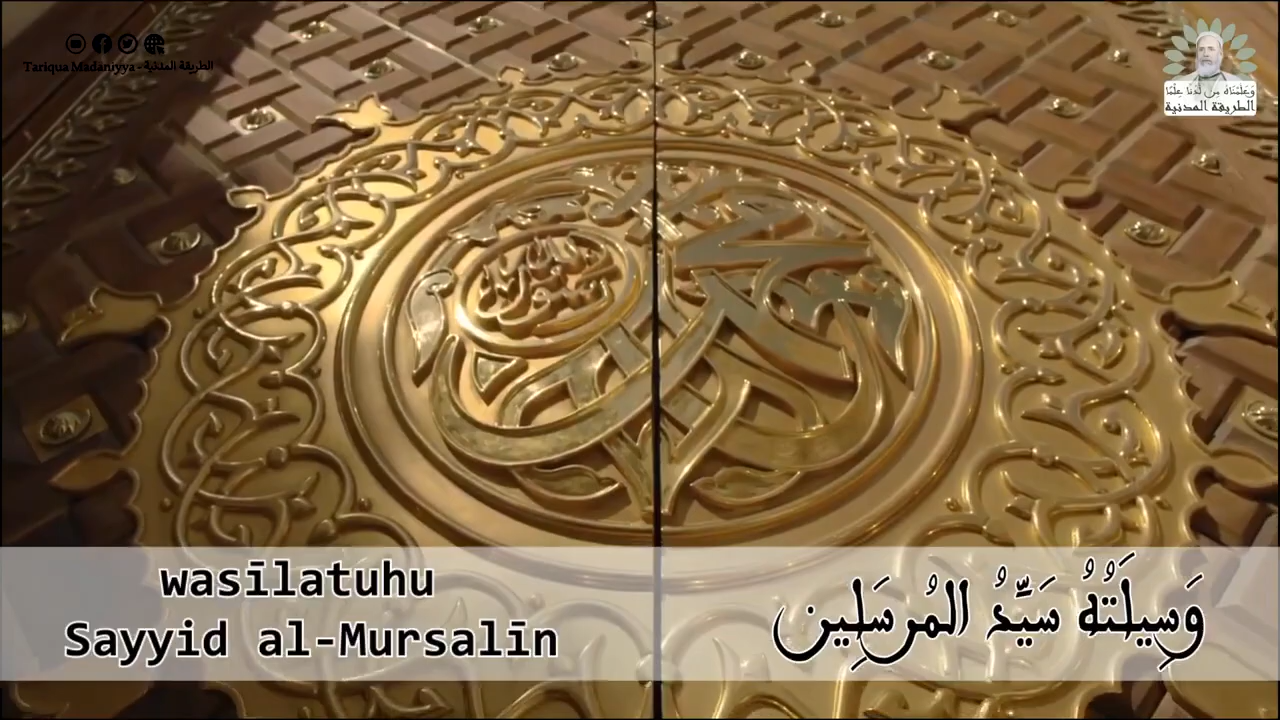 Tariqua Madaniyya - الطريقة المدنية
وَعَلَّمْنَاهُ مِن لَّدُنَّا عِلْمًا
الطريقة المدنية
محمد
رسول الله
wasīlatuhu
Sayyid al-Mursalīn
وَسِيلَتُهُ سَيِّدُ المُرسَلِين